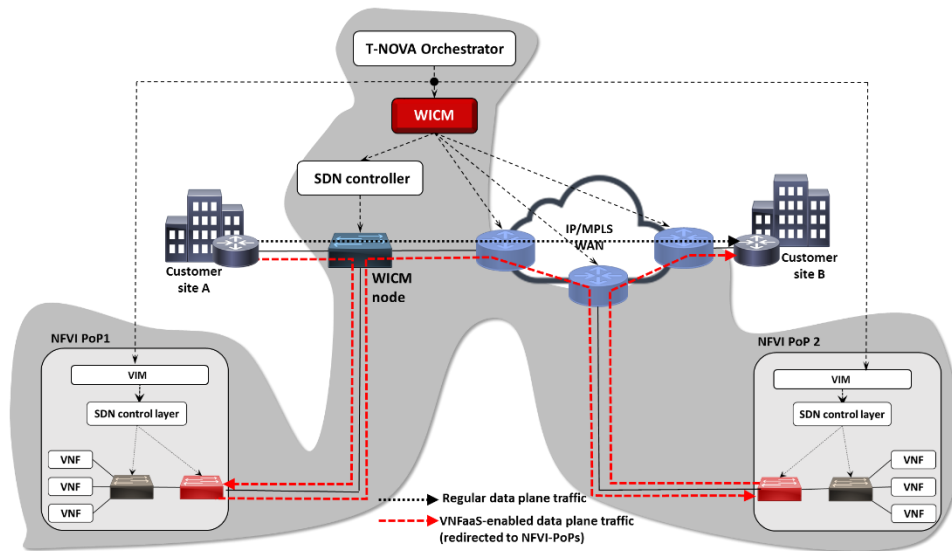 T-NOVA Orchestrator
WICM
SDN controller
IP/MPLS
WAN
Customer
site A
WICM
node
Customer
site B
NFVI PoP1
VIM
SDN control layer
VNF
VNF
VNF
NFVI PoP 2
VIM
SDN control layer
VNF
VNF
VNF
Regular data plane traffic
VNFaaS-enabled data plane traffic
(redirected to NFVI-PoPs)